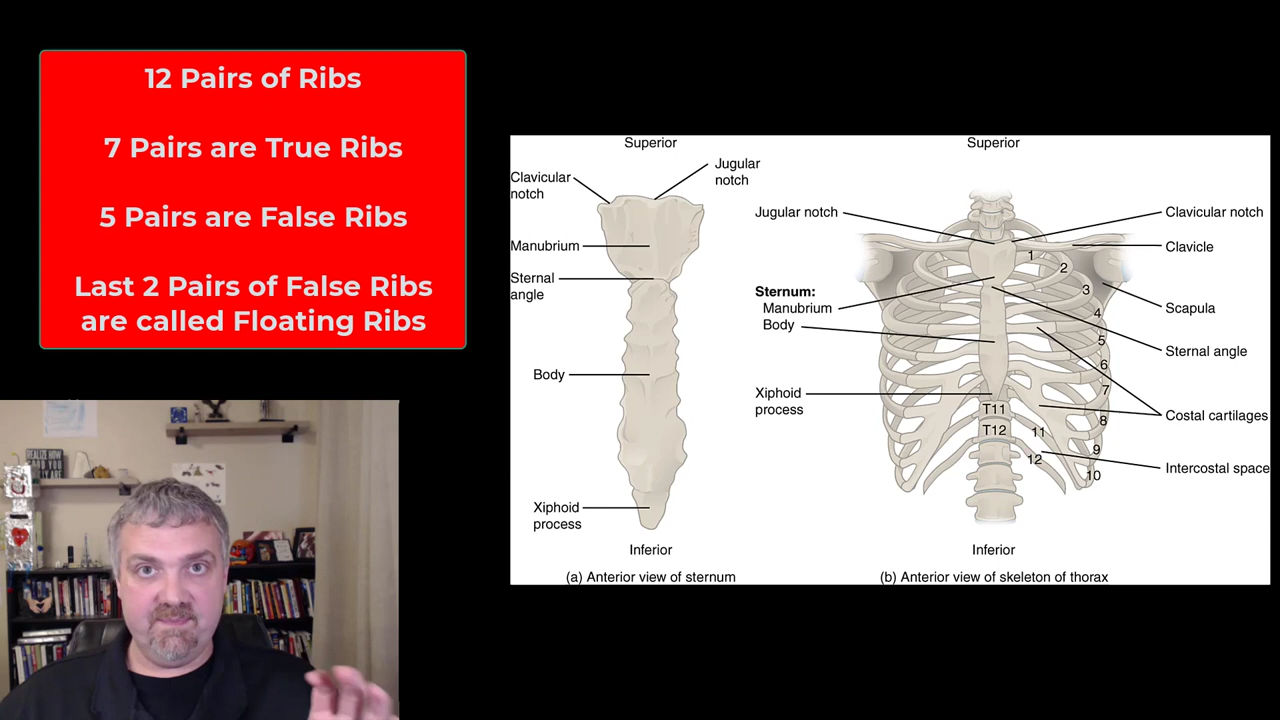 12 Pairs of Ribs
7 Pairs are True Ribs
5 Pairs are False Ribs
Last 2 Pairs of False Ribs
are called Floating Ribs
Superior
Clavicular
notch
Jugular
notch
Manubrium
Sternal
angle
Body
Xiphoid
process
Inferior
(a) Anterior view of sternum
Superior
Jugular notch
Clavicular notch
Clavicle
Scapula
Sternum:
Manubrium
Body
Sternal angle
Xiphoid
process
Costal cartilages
Intercostal space
1
2
3
4
5
6
7
8
9
10
11
12
T11
T12
Inferior
(b) Anterior view of skeleton of thorax
REALIZE HOW